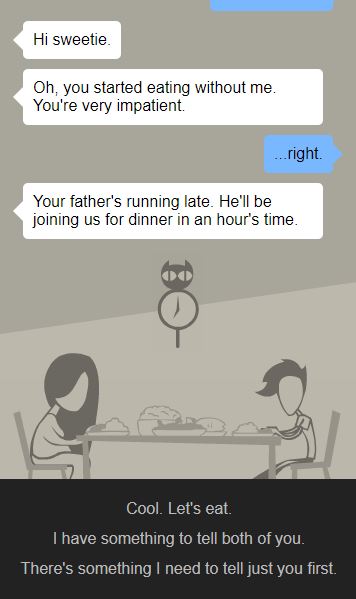 Hi sweetie.
Oh, you started eating without me.
You're very impatient.
...right.
Your father's running late. He'll be
joining us for dinner in an hour's time.
Cool. Let's eat.
I have something to tell both of you.
There's something I need to tell just you first.